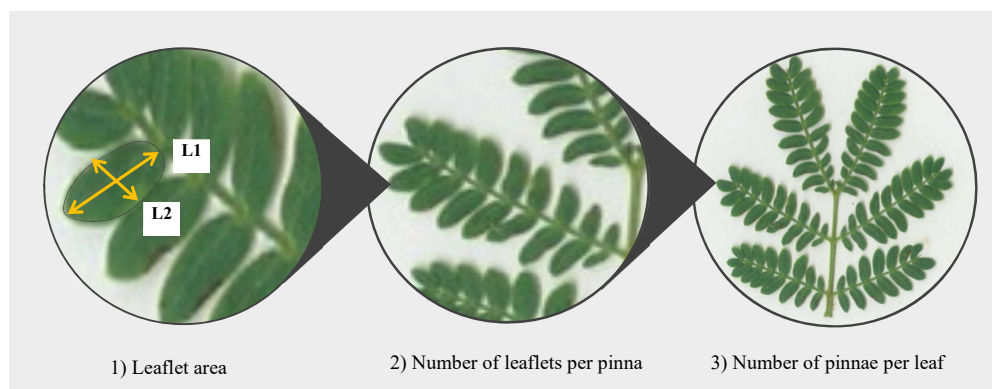 L1
L2
1) Leaflet area
2) Number of leaflets per pinna
3) Number of pinnae per leaf